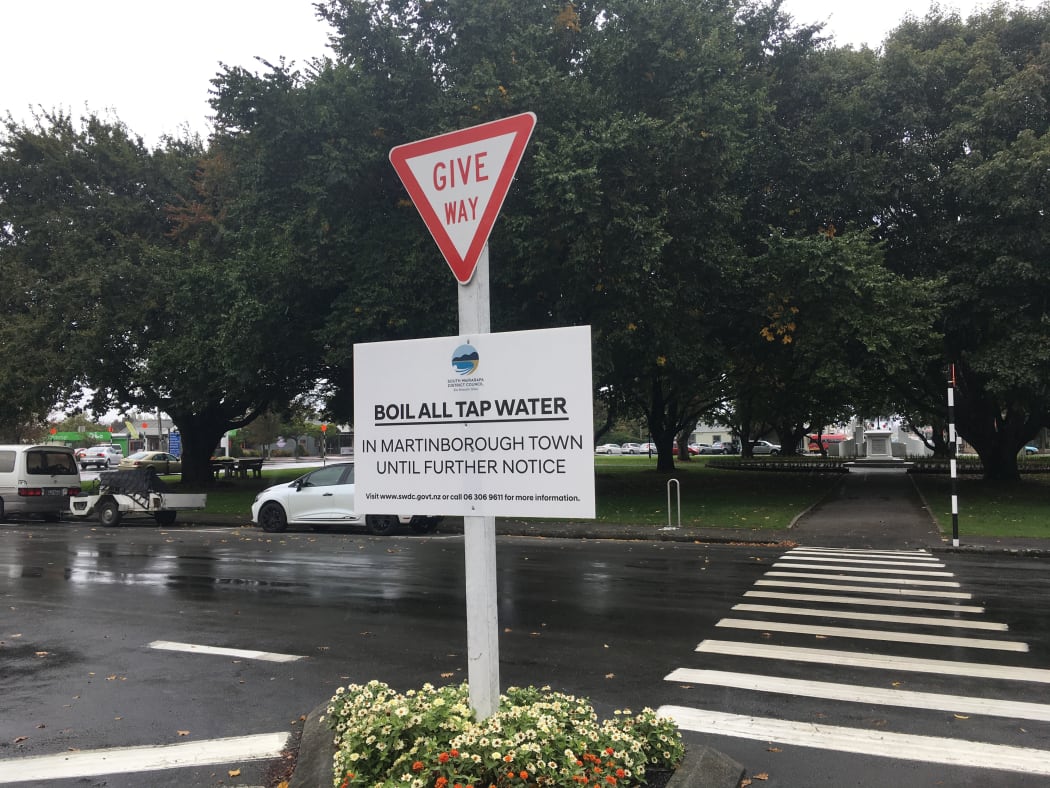 GIVE
WAY
SOUTH WAIRARAPA
DISTRICT COUNCIL
BOIL ALL TAP WATER
IN MARTINBOROUGH TOWN
UNTIL FURTHER NOTICE
Visit www.swdc.govt.nz or call 06 306 9611 for more information.